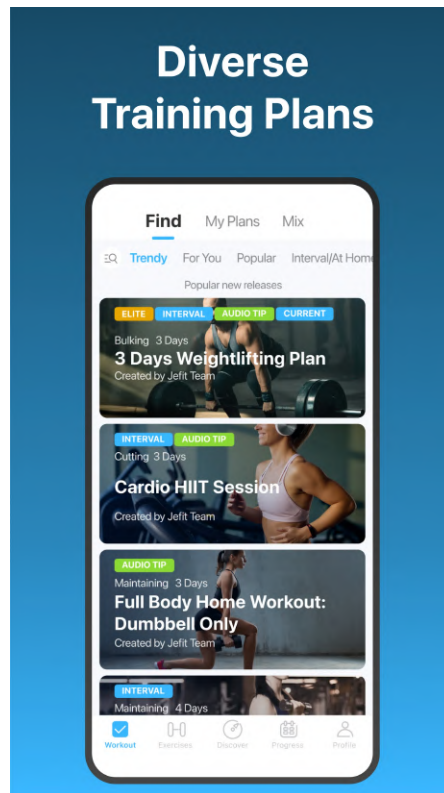 Diverse
Training Plans
Find My Plans Mix
Trendy For You Popular Interval/At Home
Popular new releases
ELITE INTERVAL AUDIO TIP CURRENT
Bulking 3 Days
3 Days Weightlifting Plan
Created by Jefit Team
INTERVAL AUDIO TIP
Cutting 3 Days
Cardio HIIT Session
Created by Jefit Team
AUDIO TIP
Maintaining 3 Days
Full Body Home Workout:
Dumbbell Only
Created by Jefit Team
INTERVAL
Maintaining 4 Days
Workout Exercises Discover Progress Profile